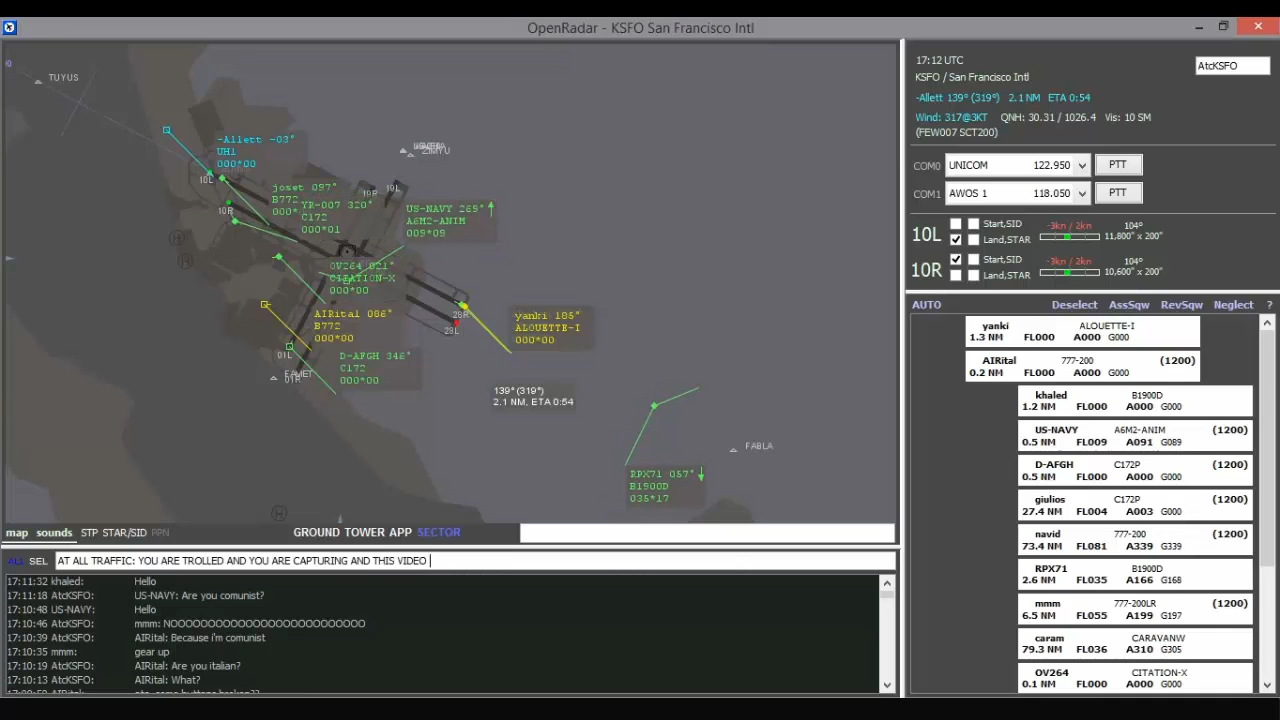 OpenRadar - KSFO San Francisco Intl
TUYUS
-Allett -03°
UH1
000*00
10L
joset 097°
B772
000*
10R
YR-007 320°
C172
000*01
19R
19L
US-NAVY 269°
A6M2-ANIM
009*09
OV264 021°
CITATION-X
000*00
AIRital 086°
B772
000*00
28R
28L
yanki 185°
ALOUETTE-I
000*00
01L
01R
D-AFGH 346°
C172
000*00
139° (319°)
2.1 NM, ETA 0:54
FABLA
RPX71 057°
B1900D
035*17
map sounds STP STAR/SID PPN
GROUND TOWER APP SECTOR
ALL SEL AT ALL TRAFFIC: YOU ARE TROLLED AND YOU ARE CAPTURING AND THIS VIDEO
17:11:32 khaled: Hello
17:11:18 AtcKSFO: US-NAVY: Are you comunist?
17:10:48 US-NAVY: Hello
17:10:46 AtcKSFO: mmm: NOOOOOOOOOOOOOOOOOOOOOOOOOO
17:10:39 AtcKSFO: AIRital: Because i'm comunist
17:10:35 mmm: gear up
17:10:19 AtcKSFO: AIRital: Are you italian?
17:10:13 AtcKSFO: AIRital: What?
17:12 UTC
AtcKSFO
KSFO / San Francisco Intl
-Allett 139° (319°) 2.1 NM ETA 0:54
Wind: 317@3KT QNH: 30.31 / 1026.4 Vis: 10 SM
(FEW007 SCT200)
COM0 UNICOM 122.950 PTT
COM1 AWOS 1 118.050 PTT
10L Start,SID -3kn / 2kn 104°
Land,STAR 11,800" x 200"
10R Start,SID -3kn / 2kn 104°
Land,STAR 10,600" x 200"
AUTO Deselect AssSqw RevSqw Neglect ?
yanki ALOUETTE-I
1.3 NM FL000 A000 G000
AIRital 777-200 (1200)
0.2 NM FL000 A000 G000
khaled B1900D
1.2 NM FL000 A000 G000
US-NAVY A6M2-ANIM (1200)
0.5 NM FL009 A091 G089
D-AFGH C172P
0.5 NM FL000 A000 G000
giulios C172P
27.4 NM FL004 A003 G000
navid 777-200 (1200)
73.4 NM FL081 A339 G339
RPX71 B1900D
2.6 NM FL035 A166 G168
mmm 777-200LR (1200)
6.5 NM FL055 A199 G197
caram CARAVANW
79.3 NM FL036 A310 G305
OV264 CITATION-X
0.1 NM FL000 A000 G000